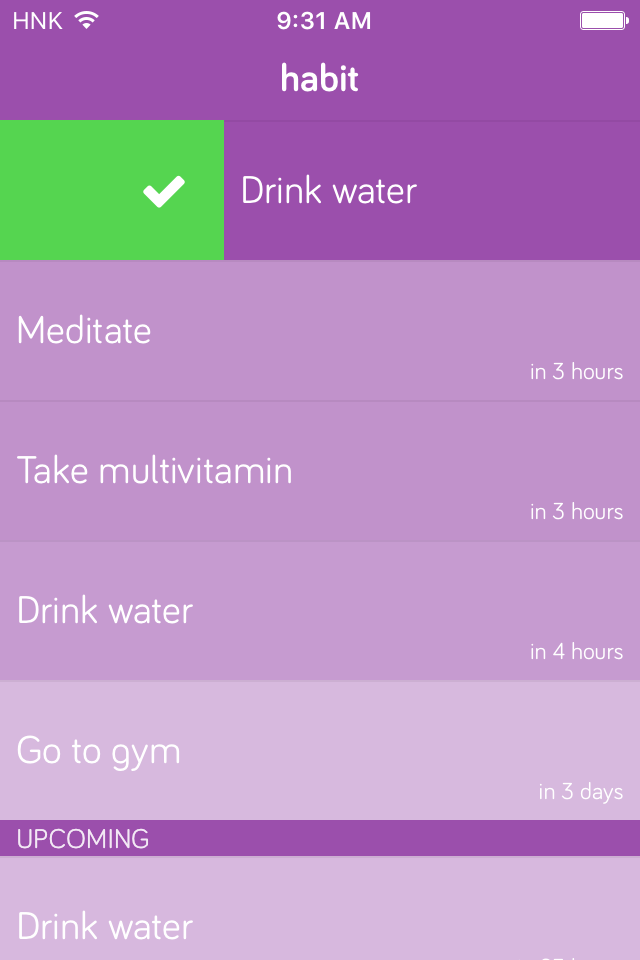 HNK 9:31 AM
habit
Drink water
Meditate
in 3 hours
Take multivitamin
in 3 hours
Drink water
in 4 hours
Go to gym
in 3 days
UPCOMING
Drink water